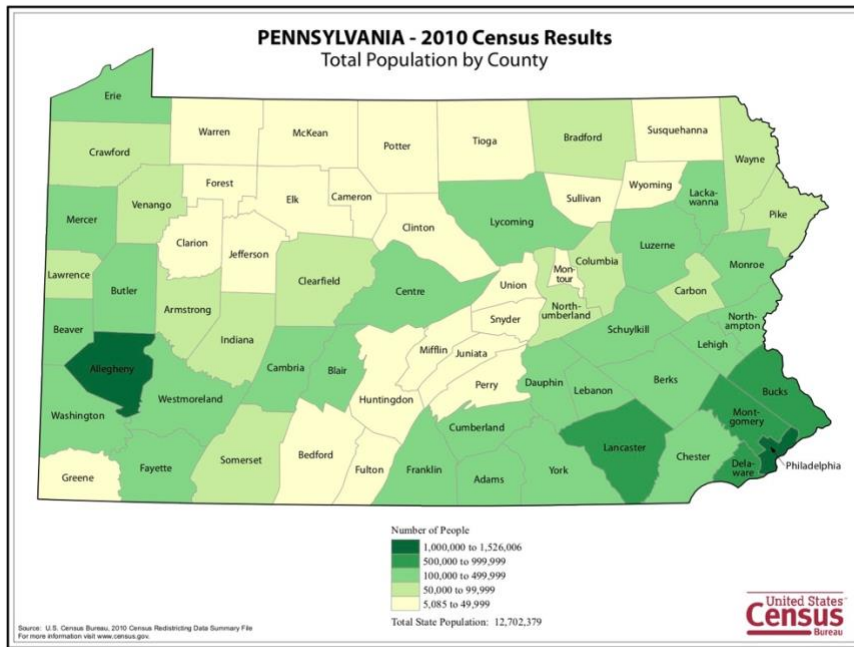 PENNSYLVANIA - 2010 Census Results
Total Population by County
Erie
Warren
McKean
Potter
Tioga
Bradford
Susquehanna
Wayne
Crawford
Forest
Wyoming
Lacka-
wanna
Venango
Elk
Cameron
Sullivan
Pike
Mercer
Clinton
Lycoming
Clarion
Jefferson
Luzerne
Lawrence
Butler
Clearfield
Centre
Columbia
Mon-
tour
Monroe
Union
Carbon
Armstrong
North-
umberland
Beaver
Snyder
North-
ampton
Indiana
Schuylkill
Lehigh
Mifflin
Juniata
Allegheny
Cambria
Blair
Perry
Dauphin
Lebanon
Berks
Bucks
Westmoreland
Huntingdon
Washington
Cumberland
Mont-
gomery
Lancaster
Somerset
Bedford
Fulton
Franklin
Adams
York
Chester
Dela-
ware
Philadelphia
Fayette
Greene
Number of People
1,000,000 to 1,526,006
500,000 to 999,999
100,000 to 499,999
50,000 to 99,999
5,085 to 49,999
Total State Population: 12,702,379
Source: U.S. Census Bureau, 2010 Census Redistricting Data Summary File
For more information visit www.census.gov.
United States
Census
Bureau